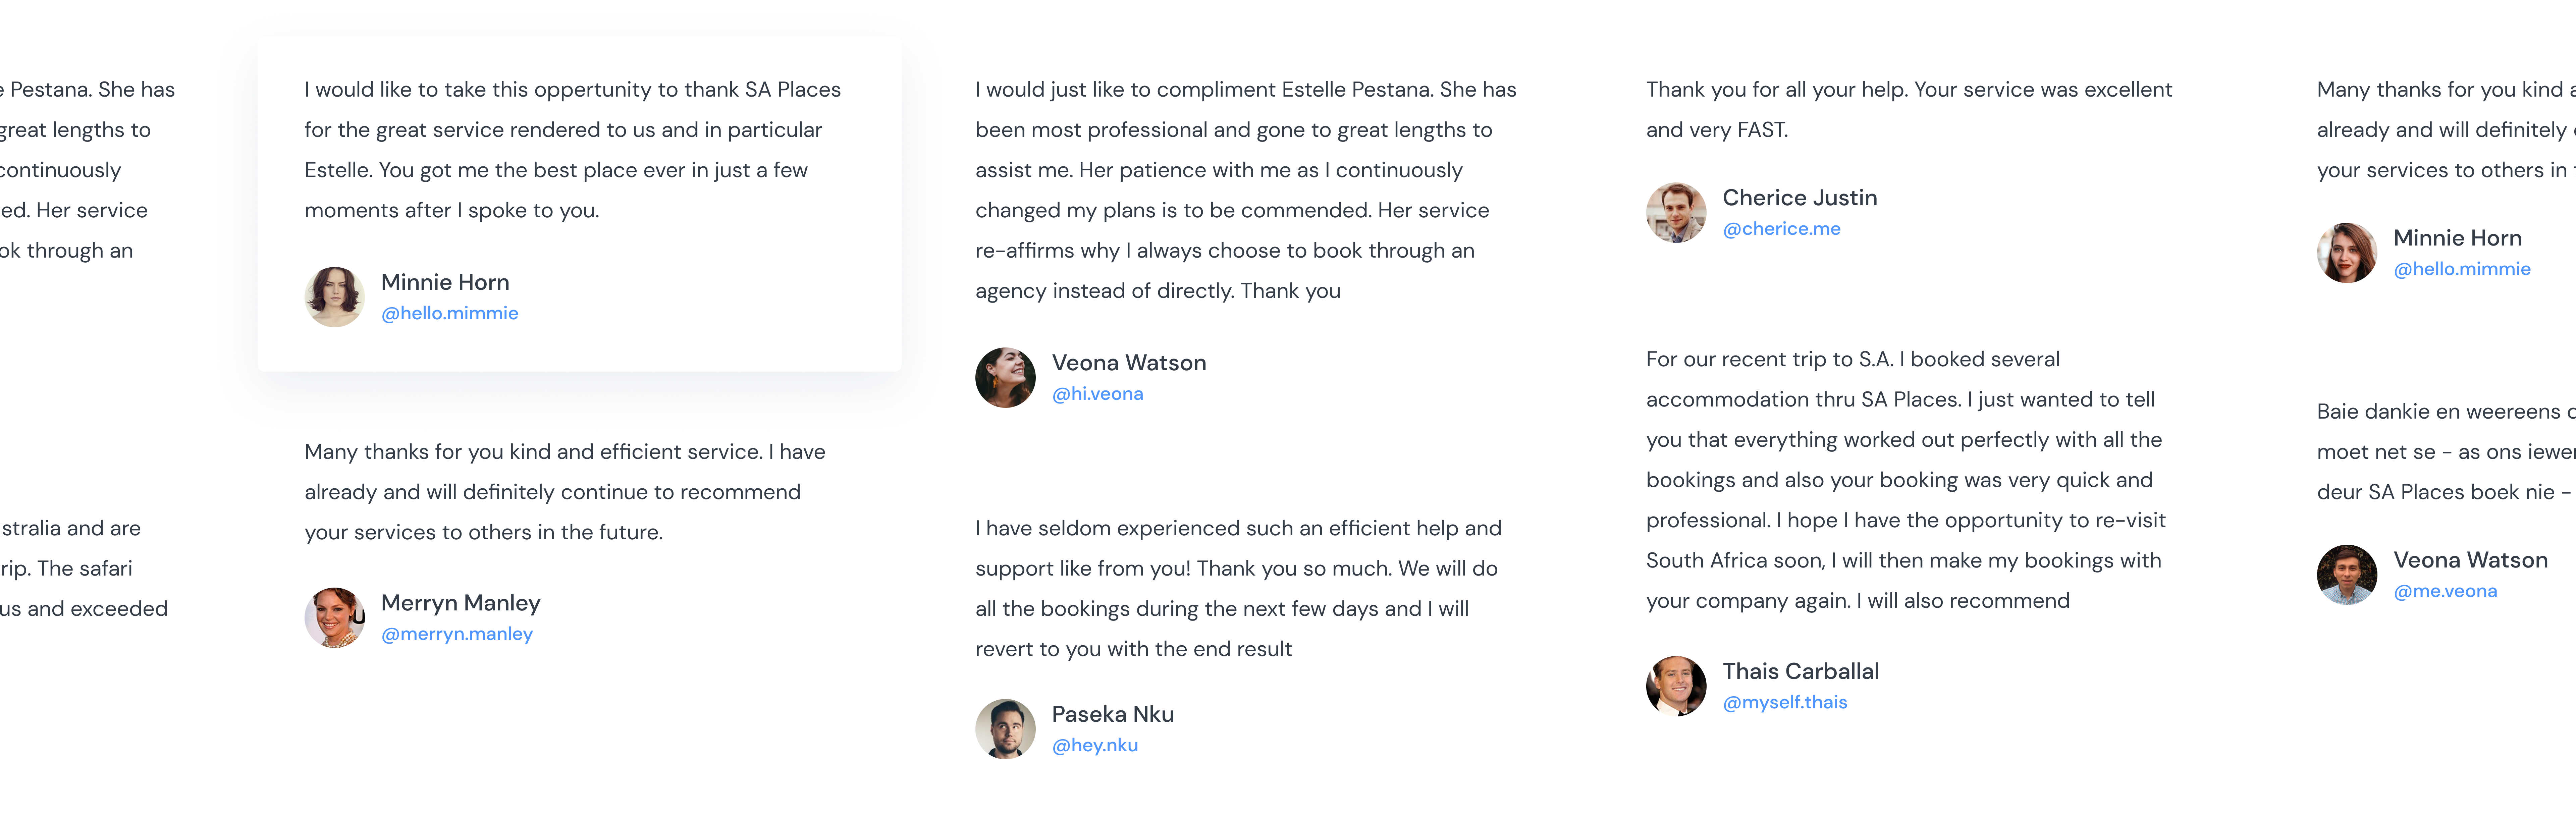 Pestana. She has
great lengths to
continuously
ed. Her service
ok through an
stralia and are
rip. The safari
us and exceeded
I would like to take this oppertunity to thank SA Places
for the great service rendered to us and in particular
Estelle. You got me the best place ever in just a few
moments after I spoke to you.
Minnie Horn
@hello.mimmie
Many thanks for you kind and efficient service. I have
already and will definitely continue to recommend
your services to others in the future.
Merryn Manley
@merryn.manley
I would just like to compliment Estelle Pestana. She has
been most professional and gone to great lengths to
assist me. Her patience with me as I continuously
changed my plans is to be commended. Her service
re-affirms why I always choose to book through an
agency instead of directly. Thank you
Veona Watson
@hi.veona
I have seldom experienced such an efficient help and
support like from you! Thank you so much. We will do
all the bookings during the next few days and I will
revert to you with the end result
Paseka Nku
@hey.nku
Thank you for all your help. Your service was excellent
and very FAST.
Cherice Justin
@cherice.me
For our recent trip to S.A. I booked several
accommodation thru SA Places. I just wanted to tell
you that everything worked out perfectly with all the
bookings and also your booking was very quick and
professional. I hope I have the opportunity to re-visit
South Africa soon, I will then make my bookings with
your company again. I will also recommend
Thais Carballal
@myself.thais
Many thanks for you kind
already and will definitely
your services to others in
Minnie Horn
@hello.mimmie
Baie dankie en weereens
moet net se - as ons iewe
deur SA Places boek nie -
Veona Watson
@me.veona